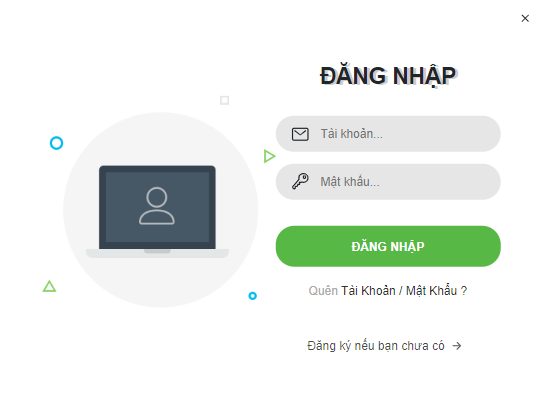 ĐĂNG NHẬP
Tài khoản...
Mật khẩu...
ĐĂNG NHẬP
Quên Tài Khoản / Mật Khẩu ?
Đăng ký nếu bạn chưa có